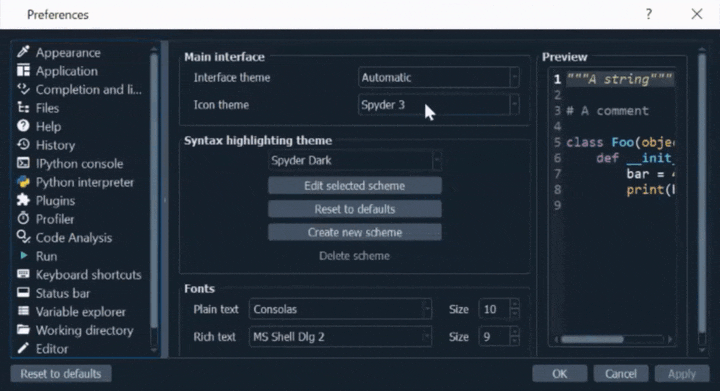 Preferences
?
Appearance
Application
Completion and li...
Files
Help
History
IPython console
Python interpreter
Plugins
Profiler
Code Analysis
Run
Keyboard shortcuts
Status bar
Variable explorer
Working directory
Editor
Main interface
Interface theme Automatic
Icon theme Spyder 3
Syntax highlighting theme
Spyder Dark
Edit selected scheme
Reset to defaults
Create new scheme
Delete scheme
Fonts
Plain text Consolas Size 10
Rich text MS Shell Dlg 2 Size 9
Preview
1 """A string"""
2
3 # A comment
4
5 class Foo(obje
6 def __init_
7 bar = 4
8 print(b
9
Reset to defaults OK Cancel Apply